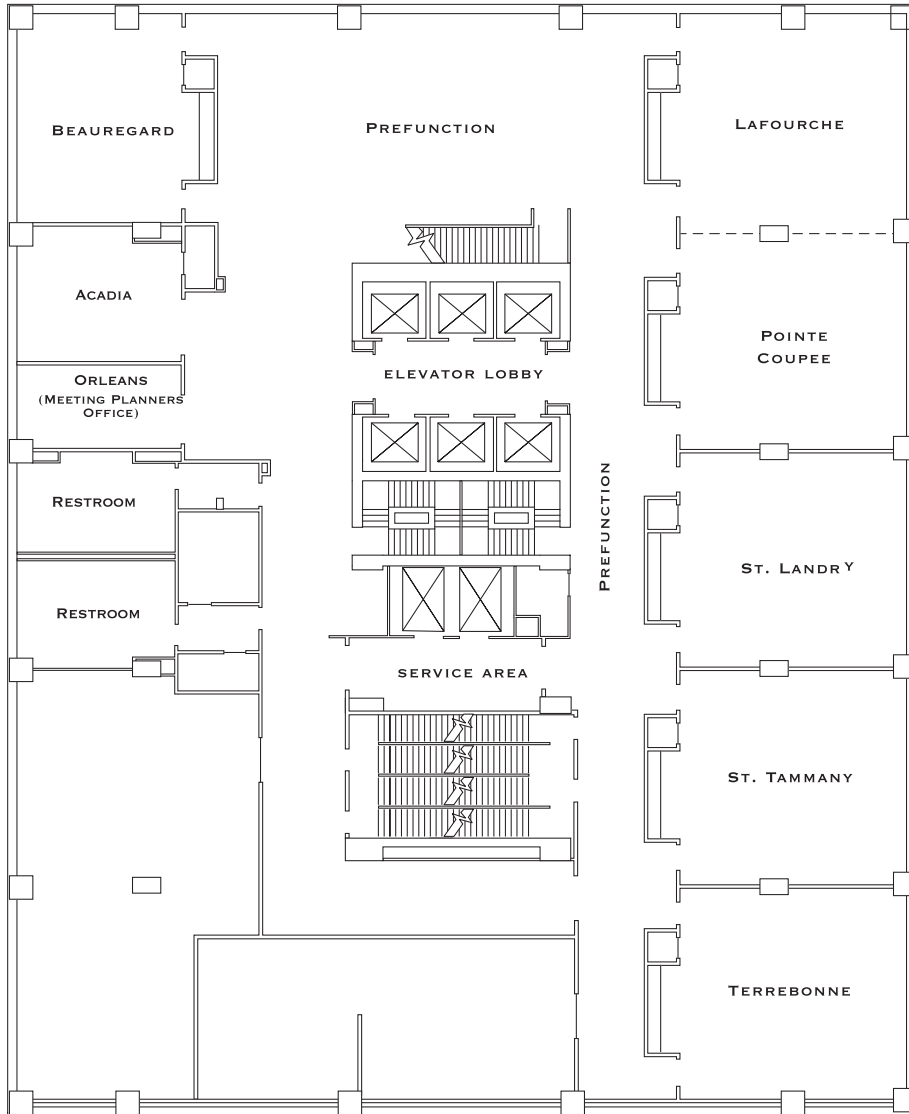 BEAUREGARD
PREFUNCTION
LAFOURCHE
ACADIA
POINTE
COUPEE
ELEVATOR LOBBY
ORLEANS
(MEETING PLANNERS
OFFICE)
RESTROOM
PREFUNCTION
ST. LANDRY
RESTROOM
SERVICE AREA
ST. TAMMANY
TERREBONNE